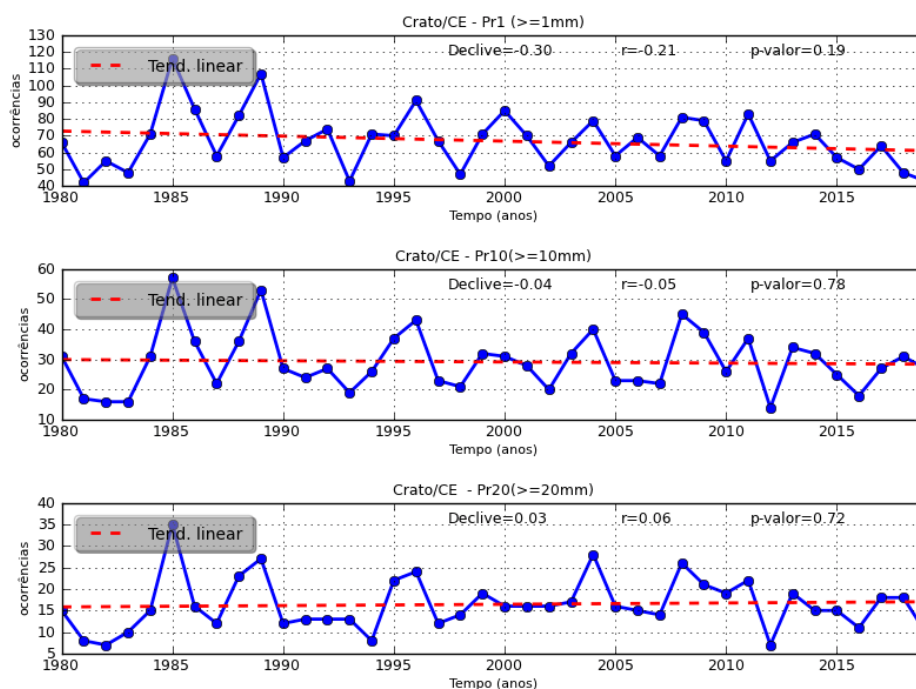 Crato/CE - Pr1 (>=1mm)
130
120
110
100
90
80
70
60
50
40
ocorrências
Tend. linear
Declive=-0.30 r=-0.21 p-valor=0.19
1980 1985 1990 1995 2000 2005 2010 2015
Tempo (anos)
Crato/CE - Pr10(>=10mm)
60
50
40
30
20
10
ocorrências
Tend. linear
Declive=-0.04 r=-0.05 p-valor=0.78
1980 1985 1990 1995 2000 2005 2010 2015
Tempo (anos)
Crato/CE - Pr20(>=20mm)
40
35
30
25
20
15
10
5
ocorrências
Tend. linear
Declive=0.03 r=0.06 p-valor=0.72
1980 1985 1990 1995 2000 2005 2010 2015
Tempo (anos)